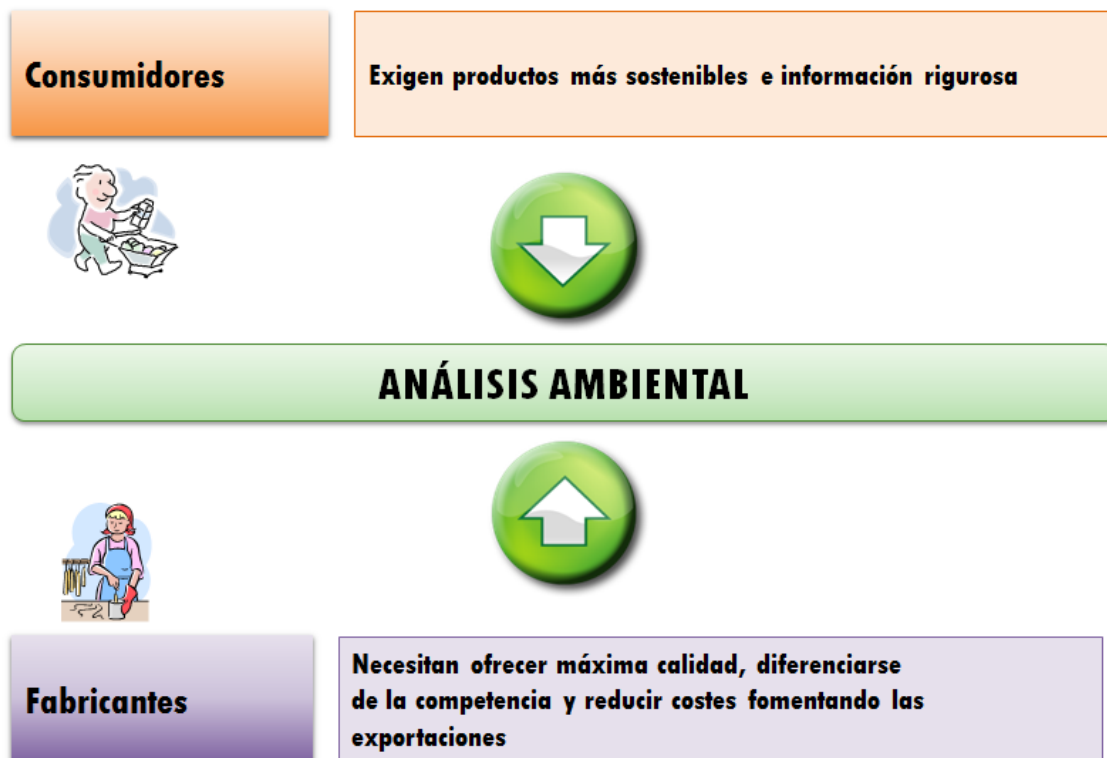 Consumidores
Exigen productos más sostenibles e información rigurosa
ANÁLISIS AMBIENTAL
Fabricantes
Necesitan ofrecer máxima calidad, diferenciarse
de la competencia y reducir costes fomentando las
exportaciones